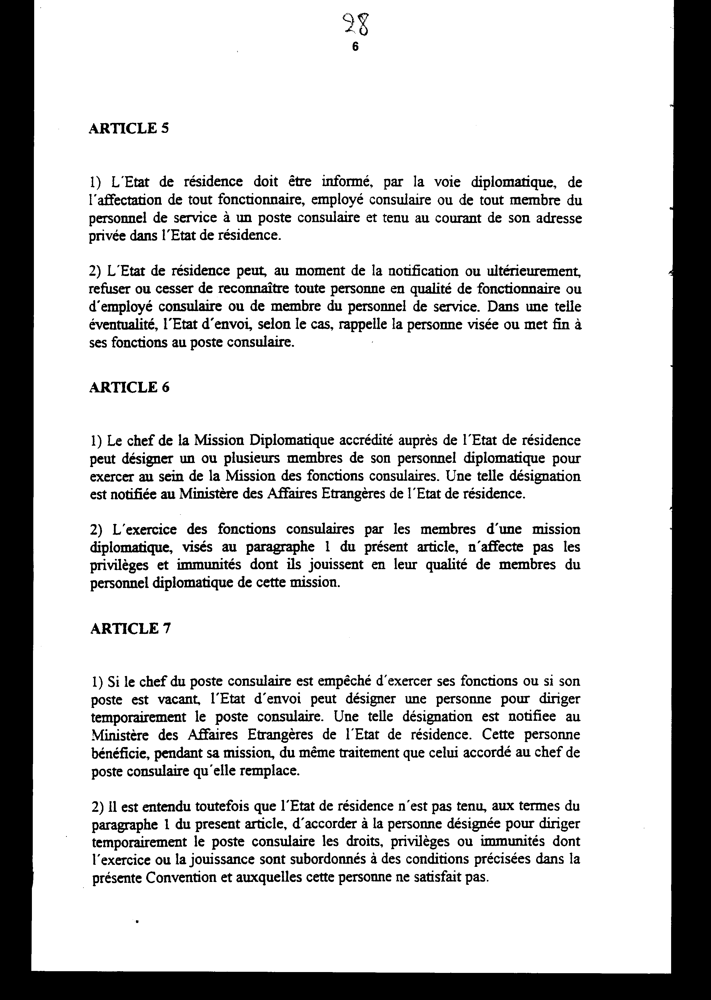 28
6
ARTICLE 5
1) L´Etat de résidence doit être informé, par la voie diplomatique, de
l´affectation de tout fonctionnaire, employé consulaire ou de tout membre du
personnel de service à un poste consulaire et tenu au courant de son adresse
privée dans l´Etat de résidence.
2) L´Etat de résidence peut, au moment de la notification ou ultérieurement,
refuser ou cesser de reconnaître toute personne en qualité de fonctionnaire ou
d´employé consulaire ou de membre du personnel de service. Dans une telle
éventualité, l´Etat d´envoi, selon le cas, rappelle la personne visée ou met fin à
ses fonctions au poste consulaire.
ARTICLE 6
1) Le chef de la Mission Diplomatique accrédité auprès de l´Etat de résidence
peut désigner un ou plusieurs membres de son personnel diplomatique pour
exercer au sein de la Mission des fonctions consulaires. Une telle désignation
est notifiée au Ministère des Affaires Etrangères de l´Etat de résidence.
2) L´exercice des fonctions consulaires par les membres d´une mission
diplomatique, visés au paragraphe 1 du présent article, n´affecte pas les
privilèges et immunités dont ils jouissent en leur qualité de membres du
personnel diplomatique de cette mission.
ARTICLE 7
1) Si le chef du poste consulaire est empêché d´exercer ses fonctions ou si son
poste est vacant, l´Etat d´envoi peut désigner une personne pour diriger
temporairement le poste consulaire. Une telle désignation est notifiee au
Ministère des Affaires Etrangères de l´Etat de résidence. Cette personne
bénéficie, pendant sa mission, du même traitement que celui accordé au chef de
poste consulaire qu´elle remplace.
2) Il est entendu toutefois que l´Etat de résidence n´est pas tenu, aux termes du
paragraphe 1 du present article, d´accorder à la personne désignée pour diriger
temporairement le poste consulaire les droits, privilèges ou immunités dont
l´exercice ou la jouissance sont subordonnés à des conditions précisées dans la
présente Convention et auxquelles cette personne ne satisfait pas.